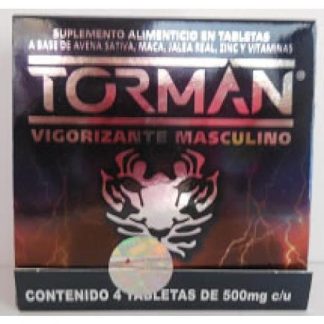 SUPLEMENTO ALIMENTICIO EN TABLETAS
A BASE DE AVENA SATIVA, MACA, JALEA REAL, ZINC Y VITAMINAS
TORMAN®
VIGORIZANTE MASCULINO
CONTENIDO 4 TABLETAS DE 500mg c/u